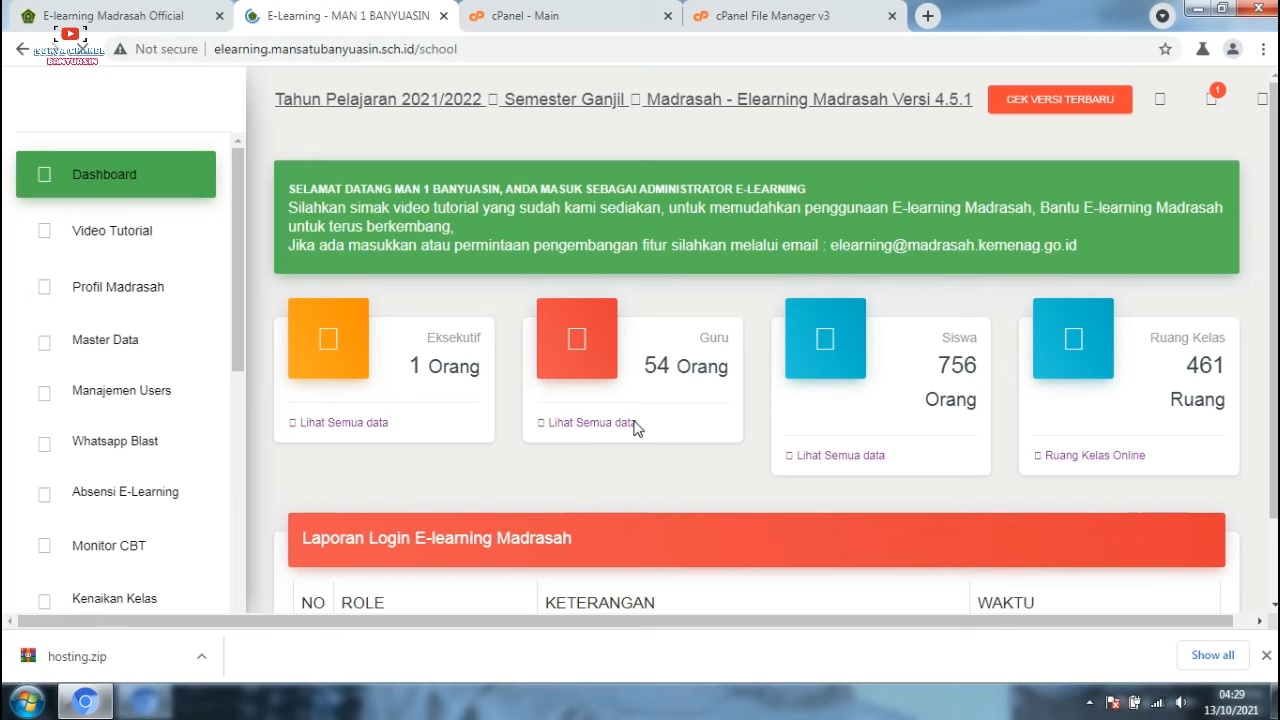 E-learning Madrasah Official
E-Learning - MAN 1 BANYUASIN
cPanel - Main
cPanel File Manager v3
Not secure
elearning.mansatubanyuasin.sch.id/school
BANYUASIN
Tahun Pelajaran 2021/2022 Semester Ganjil Madrasah - Elearning Madrasah Versi 4.5.1
CEK VERSI TERBARU
1
Dashboard
Video Tutorial
Profil Madrasah
Master Data
Manajemen Users
Whatsapp Blast
Absensi E-Learning
Monitor CBT
Kenaikan Kelas
SELAMAT DATANG MAN 1 BANYUASIN, ANDA MASUK SEBAGAI ADMINISTRATOR E-LEARNING
Silahkan simak video tutorial yang sudah kami sediakan, untuk memudahkan penggunaan E-learning Madrasah, Bantu E-learning Madrasah
untuk terus berkembang,
Jika ada masukkan atau permintaan pengembangan fitur silahkan melalui email : elearning@madrasah.kemenag.go.id
Eksekutif
1 Orang
Lihat Semua data
Guru
54 Orang
Lihat Semua data
Siswa
756
Orang
Lihat Semua data
Ruang Kelas
461
Ruang
Ruang Kelas Online
Laporan Login E-learning Madrasah
NO ROLE KETERANGAN WAKTU
hosting.zip
Show all
04:29
13/10/2021